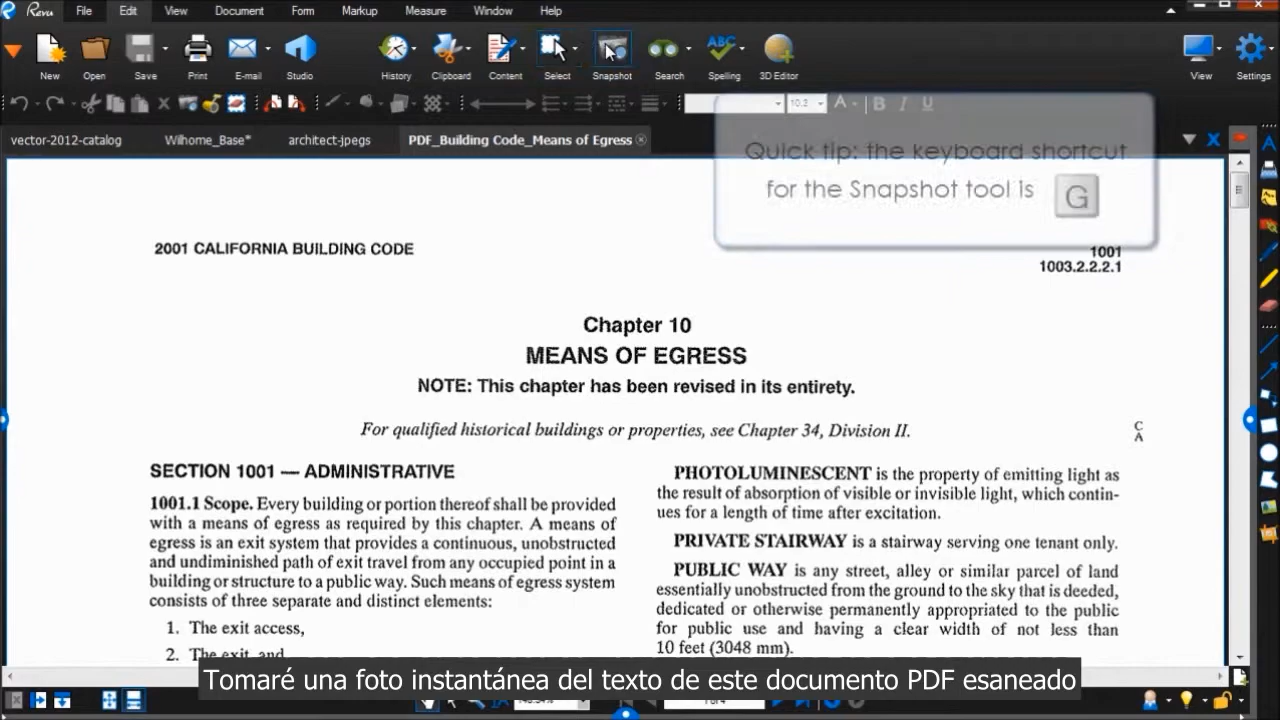 Revu File Edit View Document Form Markup Measure Window Help
New Open Save Print E-mail Studio History Clipboard Content Select Snapshot Search Spelling 3D Editor View Settings
10.2 A B I U
vector-2012-catalog Wilhome_Base* architect-jpegs PDF_Building Code_Means of Egress
Quick tip: the keyboard shortcut
for the Snapshot tool is G
2001 CALIFORNIA BUILDING CODE
1001
1003.2.2.2.1
Chapter 10
MEANS OF EGRESS
NOTE: This chapter has been revised in its entirety.
For qualified historical buildings or properties, see Chapter 34, Division II.
C
A
SECTION 1001 — ADMINISTRATIVE
1001.1 Scope. Every building or portion thereof shall be provided
with a means of egress as required by this chapter. A means of
egress is an exit system that provides a continuous, unobstructed
and undiminished path of exit travel from any occupied point in a
building or structure to a public way. Such means of egress system
consists of three separate and distinct elements:
1. The exit access,
2. The exit, and
PHOTOLUMINESCENT is the property of emitting light as
the result of absorption of visible or invisible light, which contin-
ues for a length of time after excitation.
PRIVATE STAIRWAY is a stairway serving one tenant only.
PUBLIC WAY is any street, alley or similar parcel of land
essentially unobstructed from the ground to the sky that is deeded,
dedicated or otherwise permanently appropriated to the public
for public use and having a clear width of not less than
10 feet (3048 mm).
Tomaré una foto instantánea del texto de este documento PDF esaneado